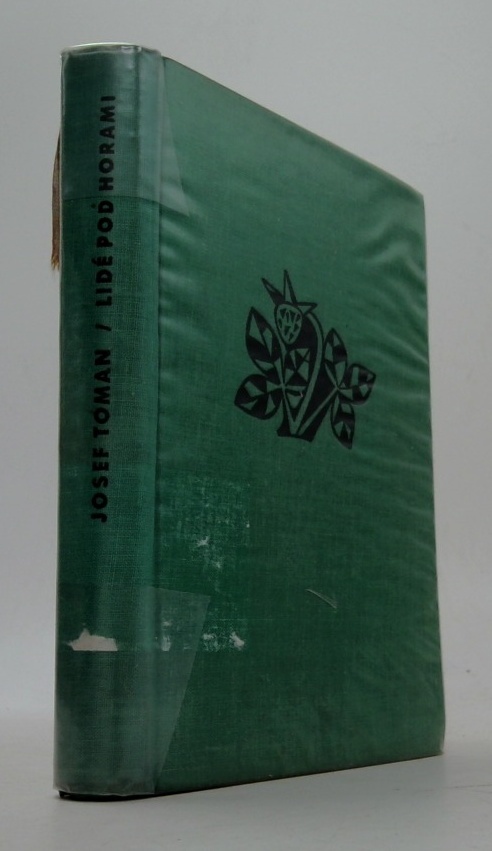 JOSEF TOMAN / LIDÉ POD HORAMI